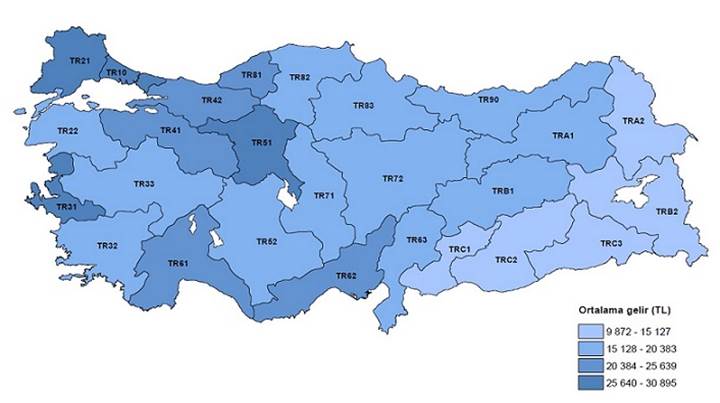 TR21
TR10
TR81
TR82
TR42
TR83
TR90
TRA2
TR22
TR41
TR51
TRA1
TR33
TR71
TR72
TRB1
TR31
TRB2
TR32
TR52
TR63
TRC1
TRC2
TRC3
TR61
TR62
Ortalama gelir (TL)
9 872 - 15 127
15 128 - 20 383
20 384 - 25 639
25 640 - 30 895